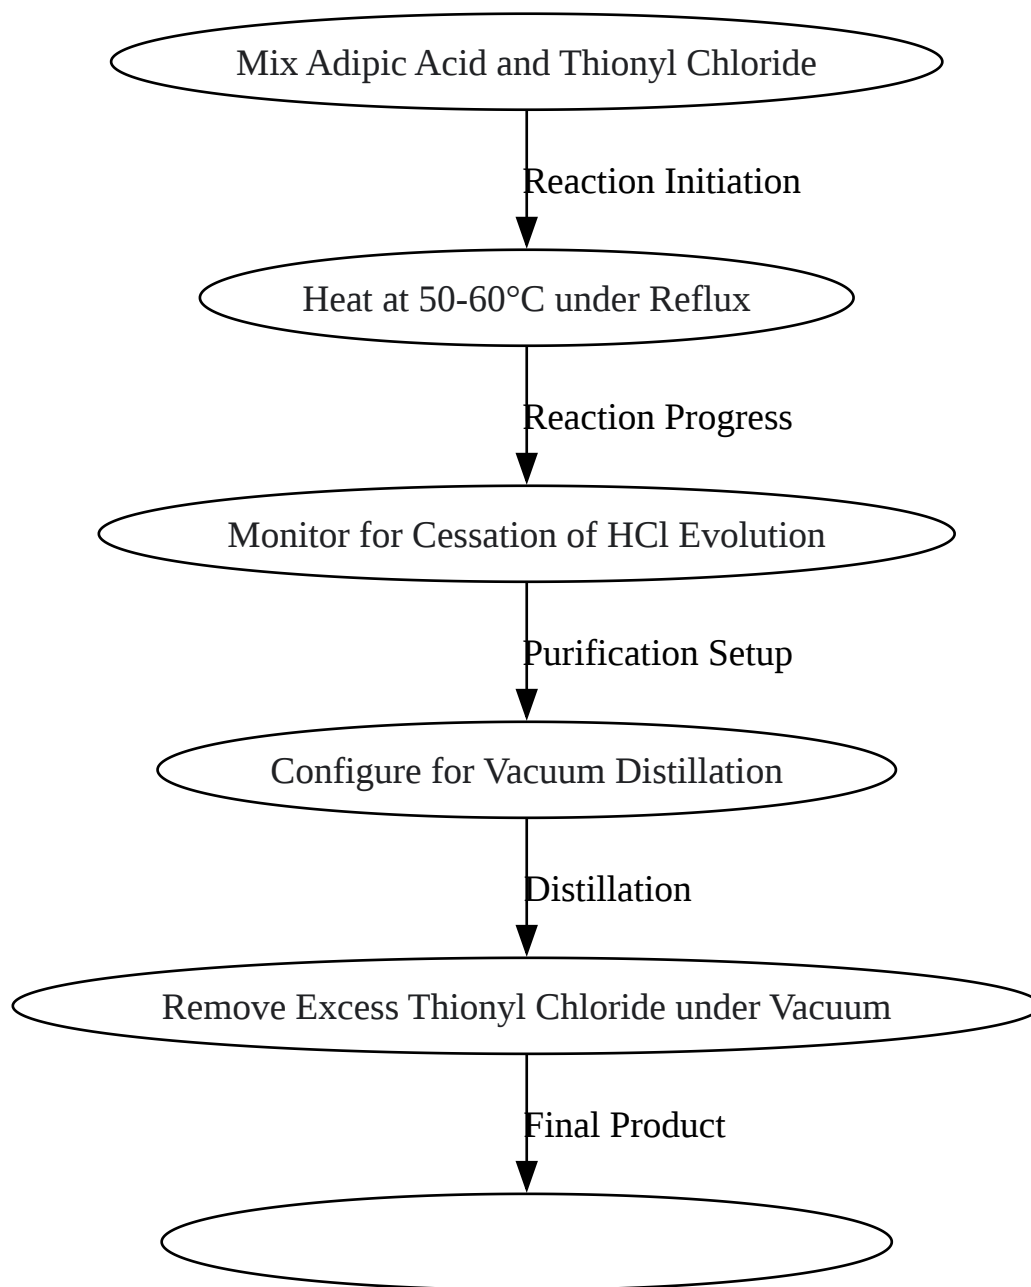 Mix Adipic Acid and Thionyl Chloride
Reaction Initiation
Heat at 50-60°C under Reflux
Reaction Progress
Monitor for Cessation of HCl Evolution
Purification Setup
Configure for Vacuum Distillation
Distillation
Remove Excess Thionyl Chloride under Vacuum
Final Product